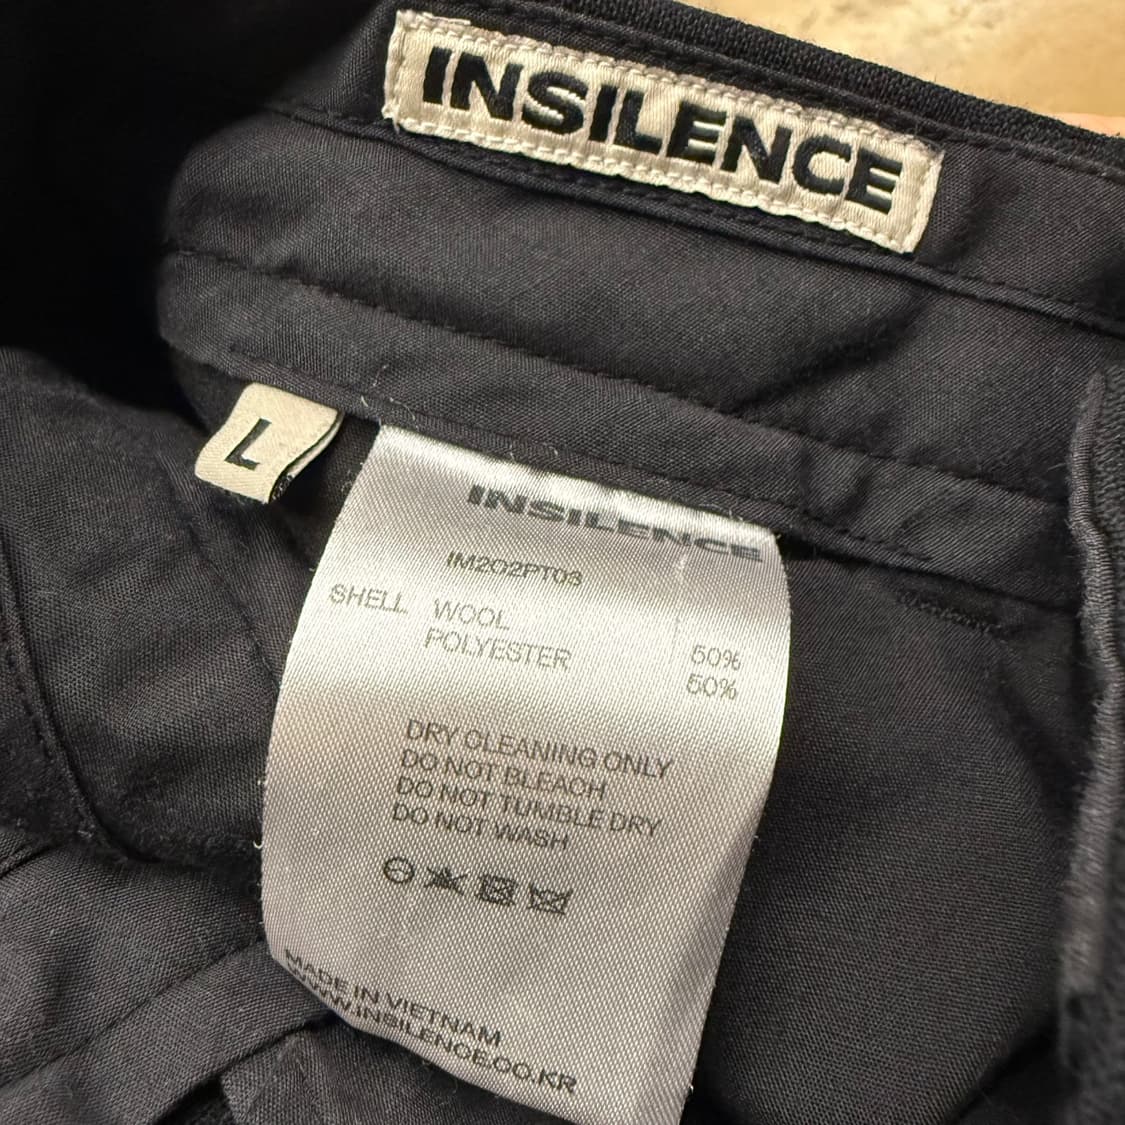 INSILENCE
L
INSILENCE
IM202PT03
SHELL WOOL 50%
POLYESTER 50%
DRY CLEANING ONLY
DO NOT BLEACH
DO NOT TUMBLE DRY
DO NOT WASH
MADE IN VIETNAM
WWW.INSILENCE.CO.KR